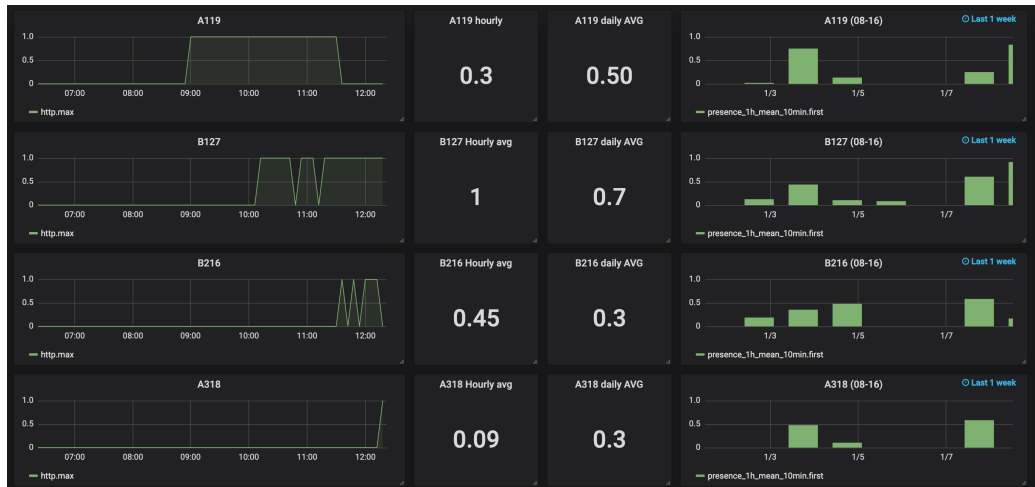 A119
1.0
0.5
0
07:00 08:00 09:00 10:00 11:00 12:00
http.max
A119 hourly
0.3
A119 daily AVG
0.50
A119 (08-16)
Last 1 week
1.0
0.5
0
1/3 1/5 1/7
presence_1h_mean_10min.first
B127
1.0
0.5
0
07:00 08:00 09:00 10:00 11:00 12:00
http.max
B127 Hourly avg
1
B127 daily AVG
0.7
B127 (08-16)
Last 1 week
1.0
0.5
0
1/3 1/5 1/7
presence_1h_mean_10min.first
B216
1.0
0.5
0
07:00 08:00 09:00 10:00 11:00 12:00
http.max
B216 Hourly avg
0.45
B216 daily AVG
0.3
B216 (08-16)
Last 1 week
1.0
0.5
0
1/3 1/5 1/7
presence_1h_mean_10min.first
A318
1.0
0.5
0
07:00 08:00 09:00 10:00 11:00 12:00
http.max
A318 Hourly avg
0.09
A318 daily AVG
0.3
A318 (08-16)
Last 1 week
1.0
0.5
0
1/3 1/5 1/7
presence_1h_mean_10min.first